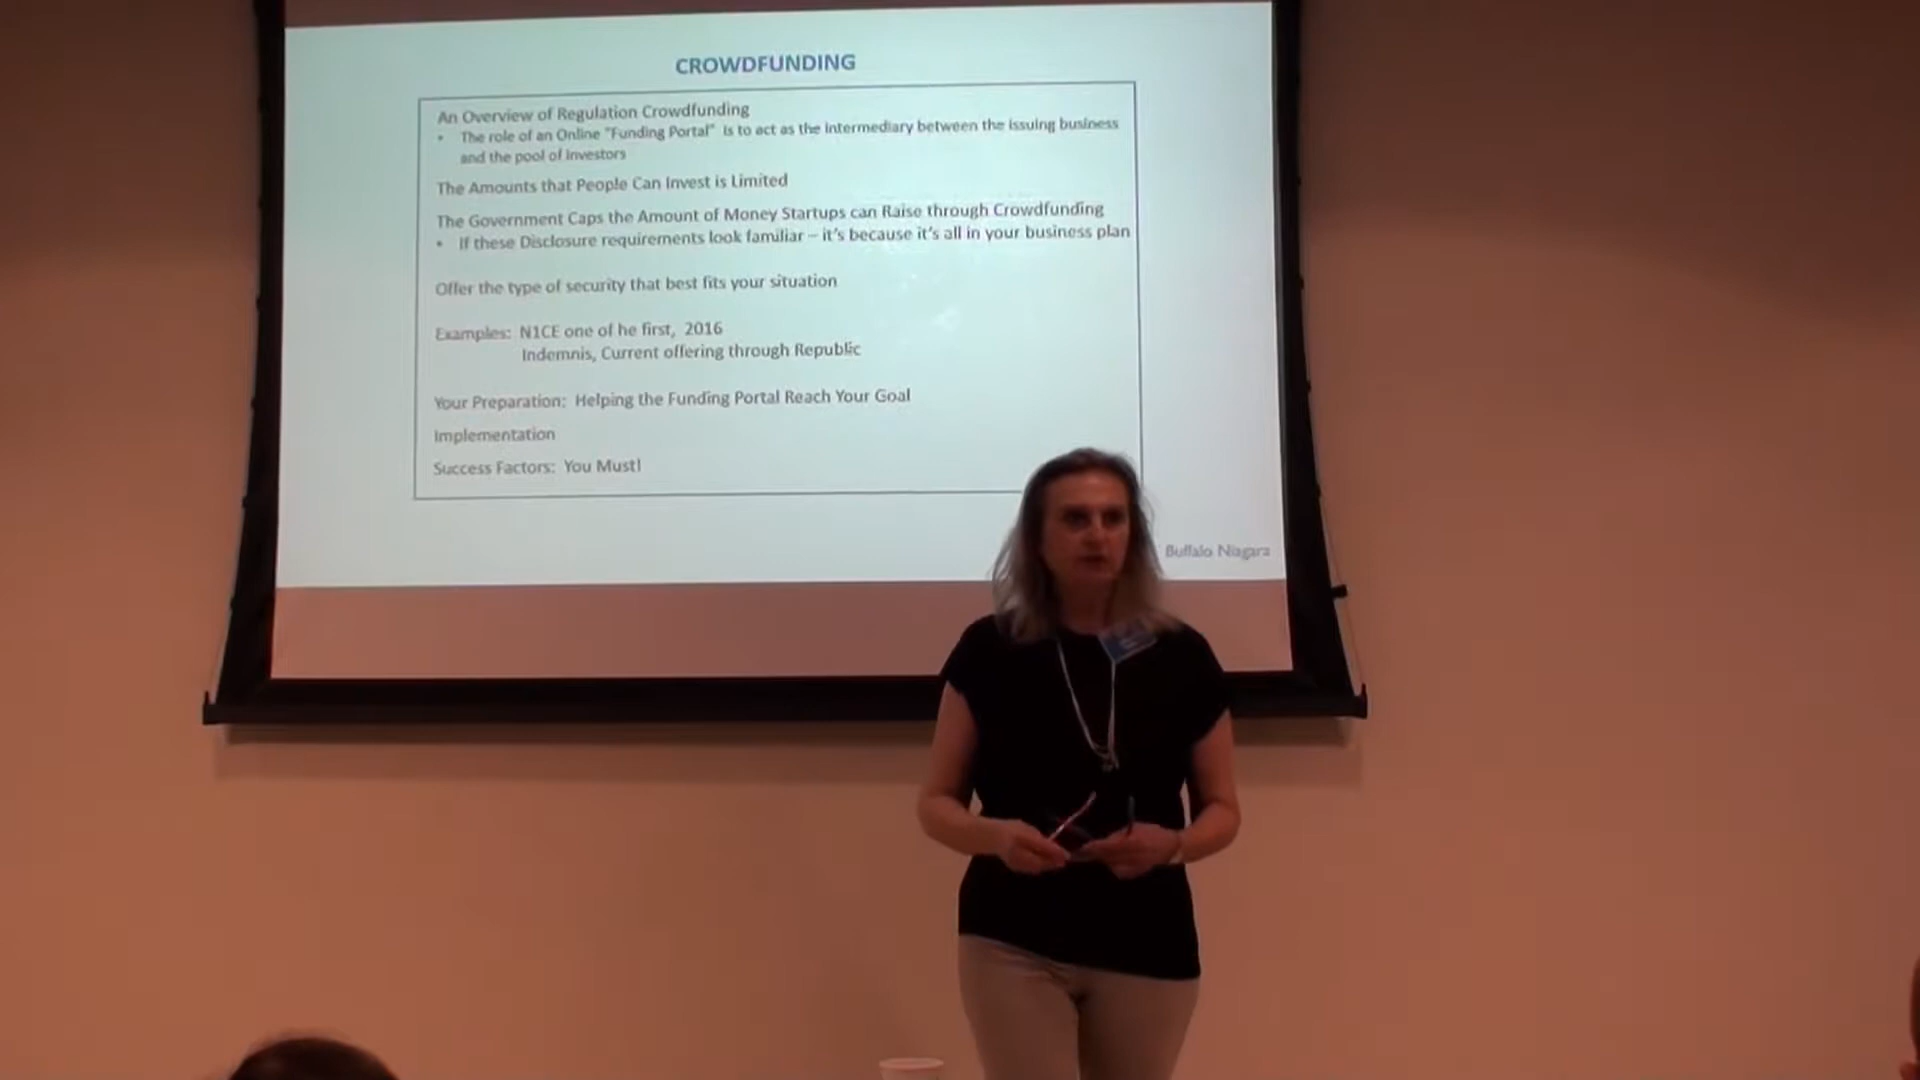 CROWDFUNDING
An Overview of Regulation Crowdfunding
• The role of an Online "Funding Portal" is to act as the intermediary between the issuing business
and the pool of investors
The Amounts that People Can Invest is Limited
The Government Caps the Amount of Money Startups can Raise through Crowdfunding
• If these Disclosure requirements look familiar – it's because it's all in your business plan
Offer the type of security that best fits your situation
Examples: N1CE one of he first, 2016
Indemnis, Current offering through Republic
Your Preparation: Helping the Funding Portal Reach Your Goal
Implementation
Success Factors: You Must!
Buffalo Niagara